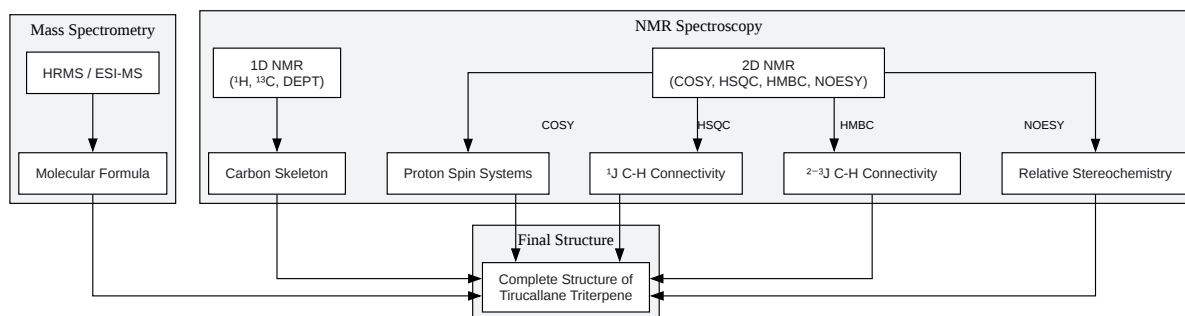 Mass Spectrometry
NMR Spectroscopy
HRMS / ESI-MS
1D NMR
(¹H, ¹³C, DEPT)
2D NMR
(COSY, HSQC, HMBC, NOESY)
COSY
HSQC
HMBC
NOESY
Molecular Formula
Carbon Skeleton
Proton Spin Systems
¹J C-H Connectivity
²⁻³J C-H Connectivity
Relative Stereochemistry
Final Structure
Complete Structure of
Tirucallane Triterpene